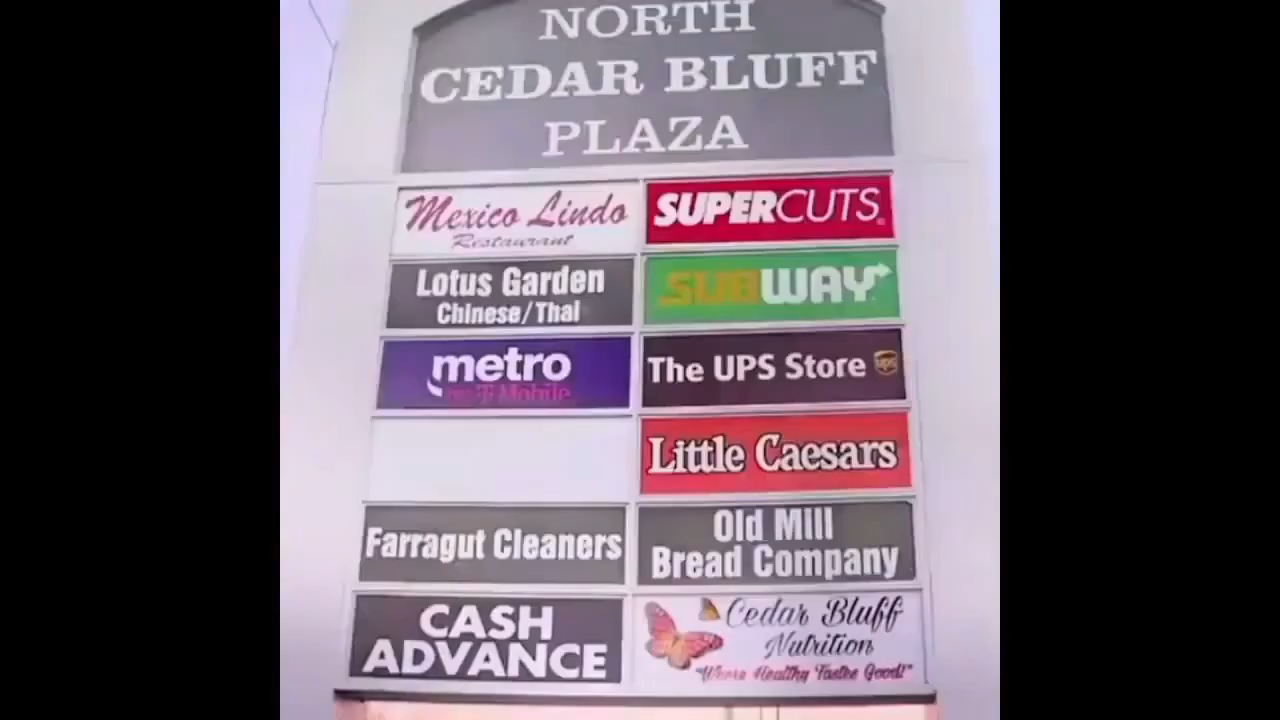 NORTH
CEDAR BLUFF
PLAZA
Mexico Lindo
Restaurant
SUPERCUTS
Lotus Garden
Chinese/Thai
SUBWAY
metro
by T Mobile
The UPS Store
ups
Little Caesars
Farragut Cleaners
Old Mill
Bread Company
CASH
ADVANCE
Cedar Bluff
Nutrition
"Where Healthy Tastes Good!"